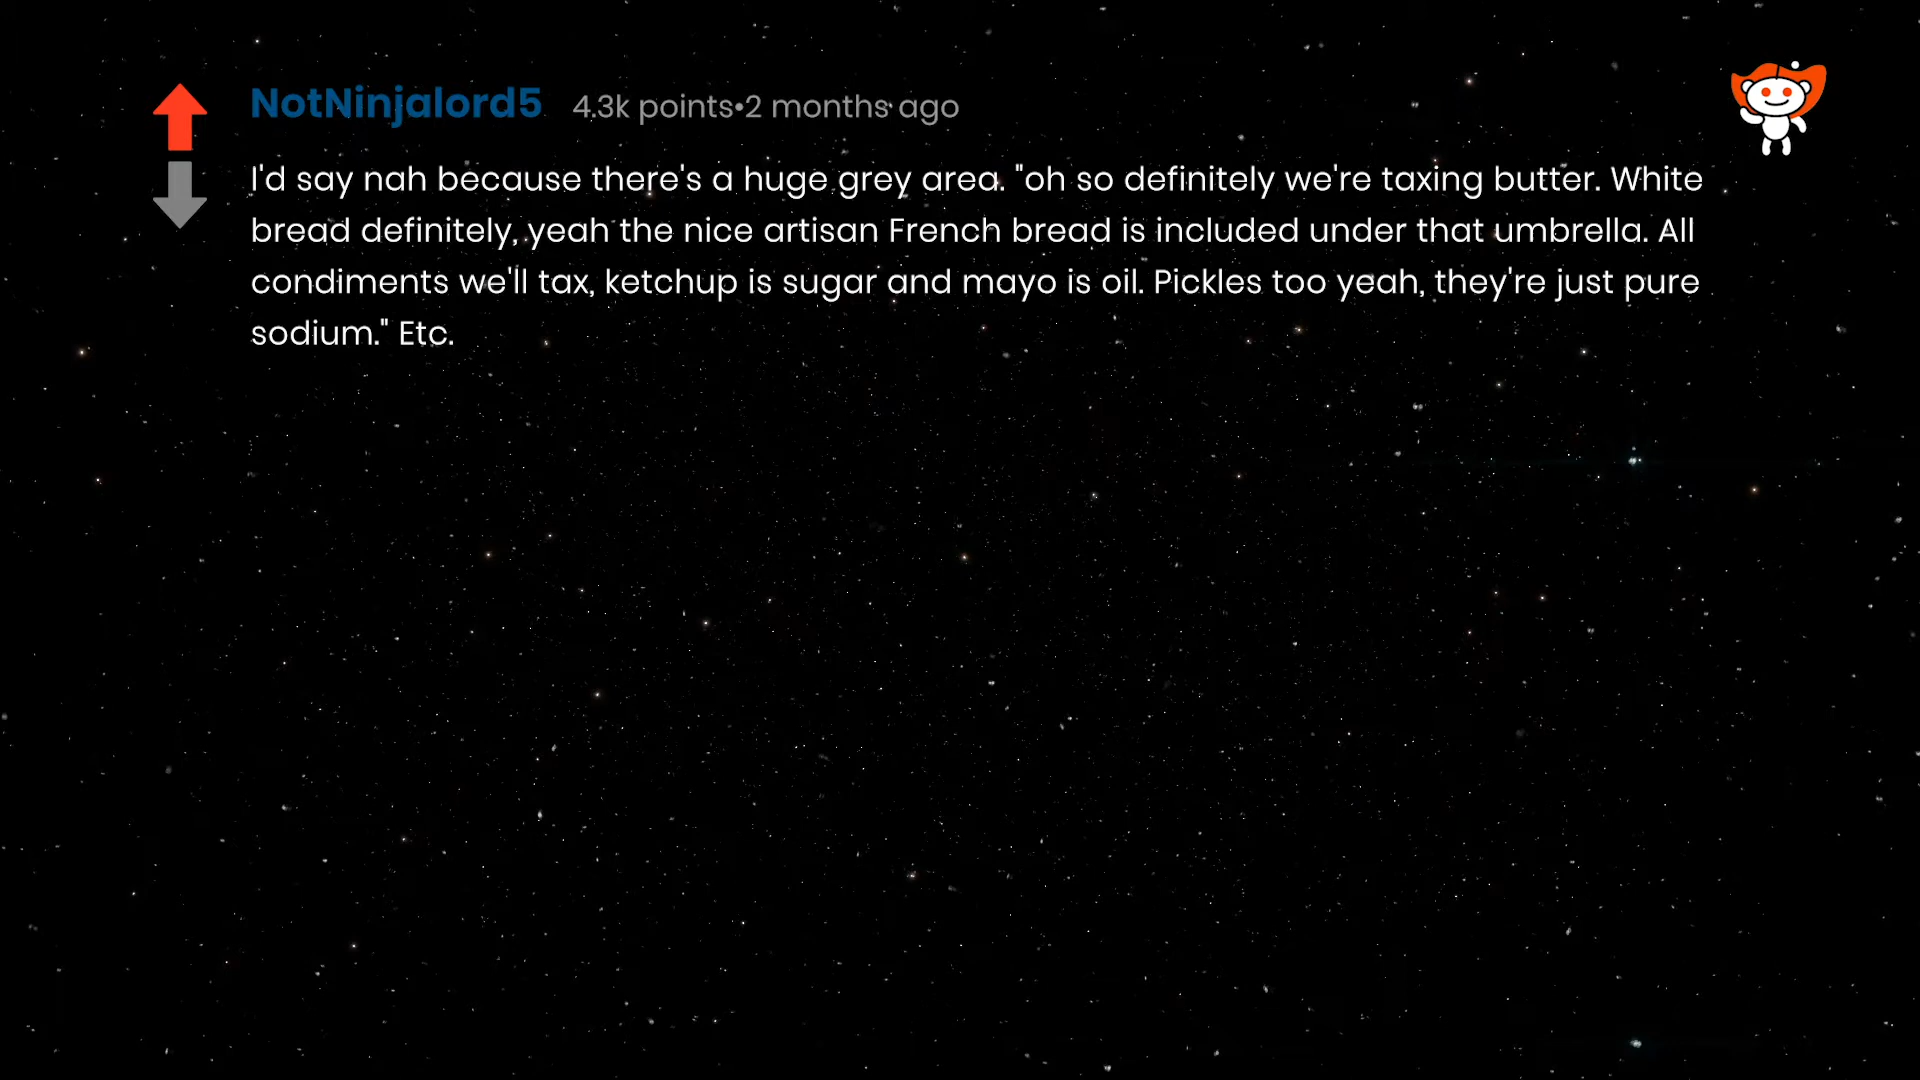 NotNinjalord5 4.3k points•2 months ago
I'd say nah because there's a huge grey area. "oh so definitely we're taxing butter. White
bread definitely, yeah the nice artisan French bread is included under that umbrella. All
condiments we'll tax, ketchup is sugar and mayo is oil. Pickles too yeah, they're just pure
sodium." Etc.